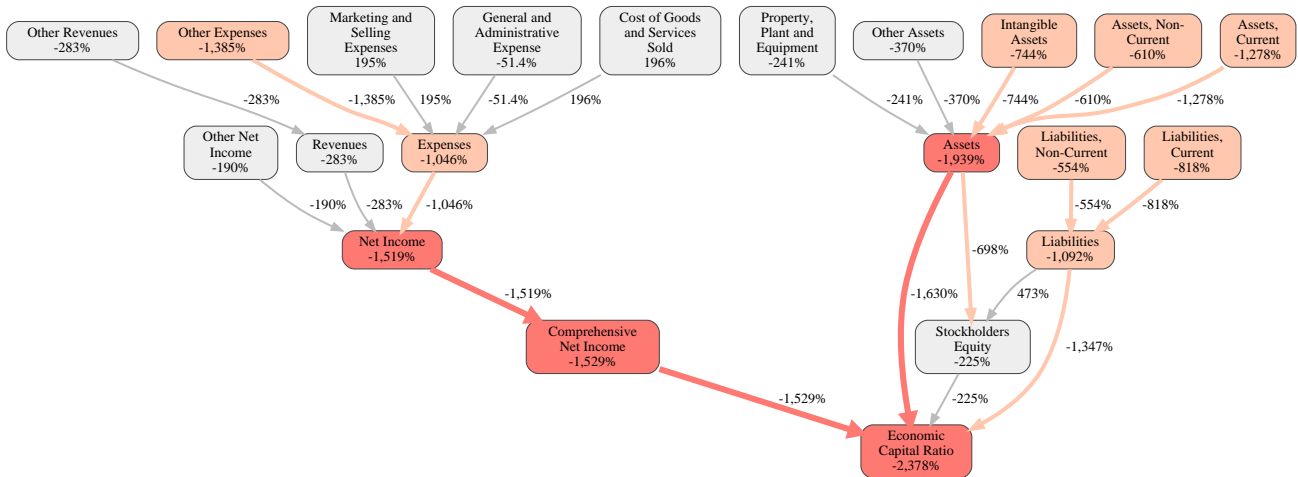 Other Revenues
-283%
Other Expenses
-1,385%
Marketing and
Selling
Expenses
195%
General and
Administrative
Expense
-51.4%
Cost of Goods
and Services
Sold
196%
Property,
Plant and
Equipment
-241%
Other Assets
-370%
Intangible
Assets
-744%
Assets, Non-
Current
-610%
Assets,
Current
-1,278%
-283%
-1,385%
195%
-51.4%
196%
-241%
-370%
-744%
-610%
-1,278%
Other Net
Income
-190%
Revenues
-283%
Expenses
-1,046%
Assets
-1,939%
Liabilities,
Non-Current
-554%
Liabilities,
Current
-818%
-190%
-283%
-1,046%
-554%
-818%
Net Income
-1,519%
-698%
Liabilities
-1,092%
-1,519%
-1,630%
473%
Comprehensive
Net Income
-1,529%
Stockholders
Equity
-225%
-1,347%
-1,529%
-225%
Economic
Capital Ratio
-2,378%